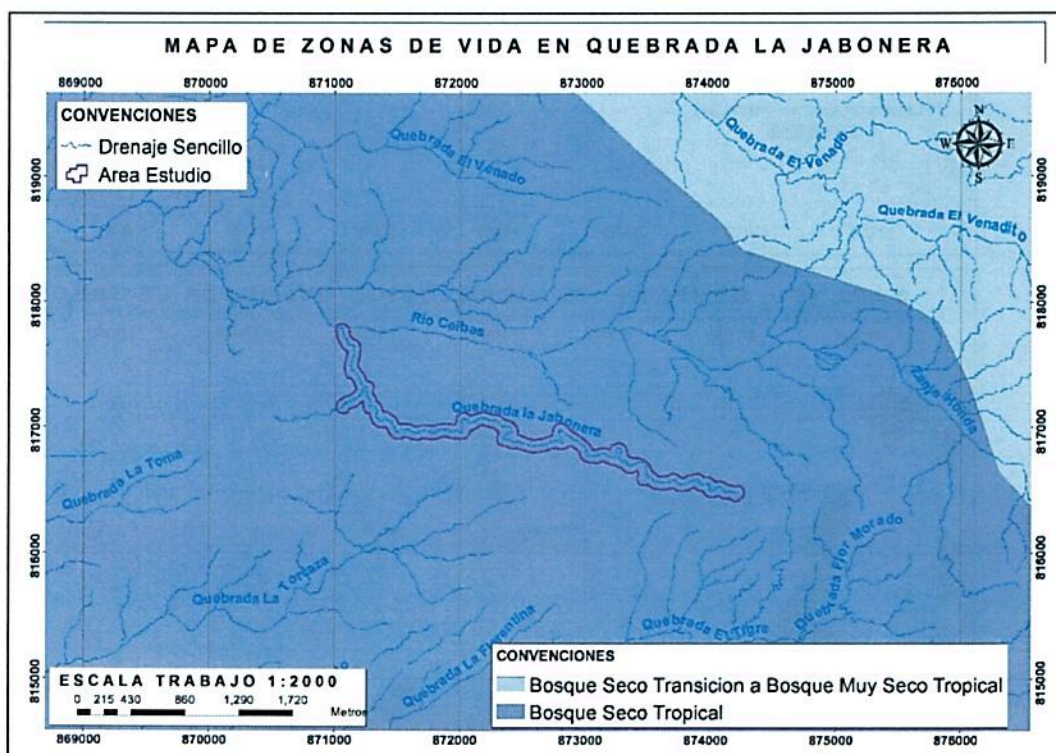 MAPA DE ZONAS DE VIDA EN QUEBRADA LA JABONERA
869000 870000 871000 872000 873000 874000 875000 876000
CONVENCIONES
Drenaje Sencillo
Area Estudio
N
W E
S
819000
819000
Quebrada El Venado
Quebrada El Venado
Quebrada El Venadito
818000
818000
Rio Ceibas
Zanja Honda
817000
817000
Quebrada la Jabonera
Quebrada La Toma
816000
816000
Quebrada La Torcaza
Quebrada Flor Morado
Quebrada El Tigre
Quebrada La Florentina
815000
815000
ESCALA TRABAJO 1:2000
0 215 430 860 1,290 1,720
Metros
CONVENCIONES
Bosque Seco Transicion a Bosque Muy Seco Tropical
Bosque Seco Tropical
869000 870000 871000 872000 873000 874000 875000 876000